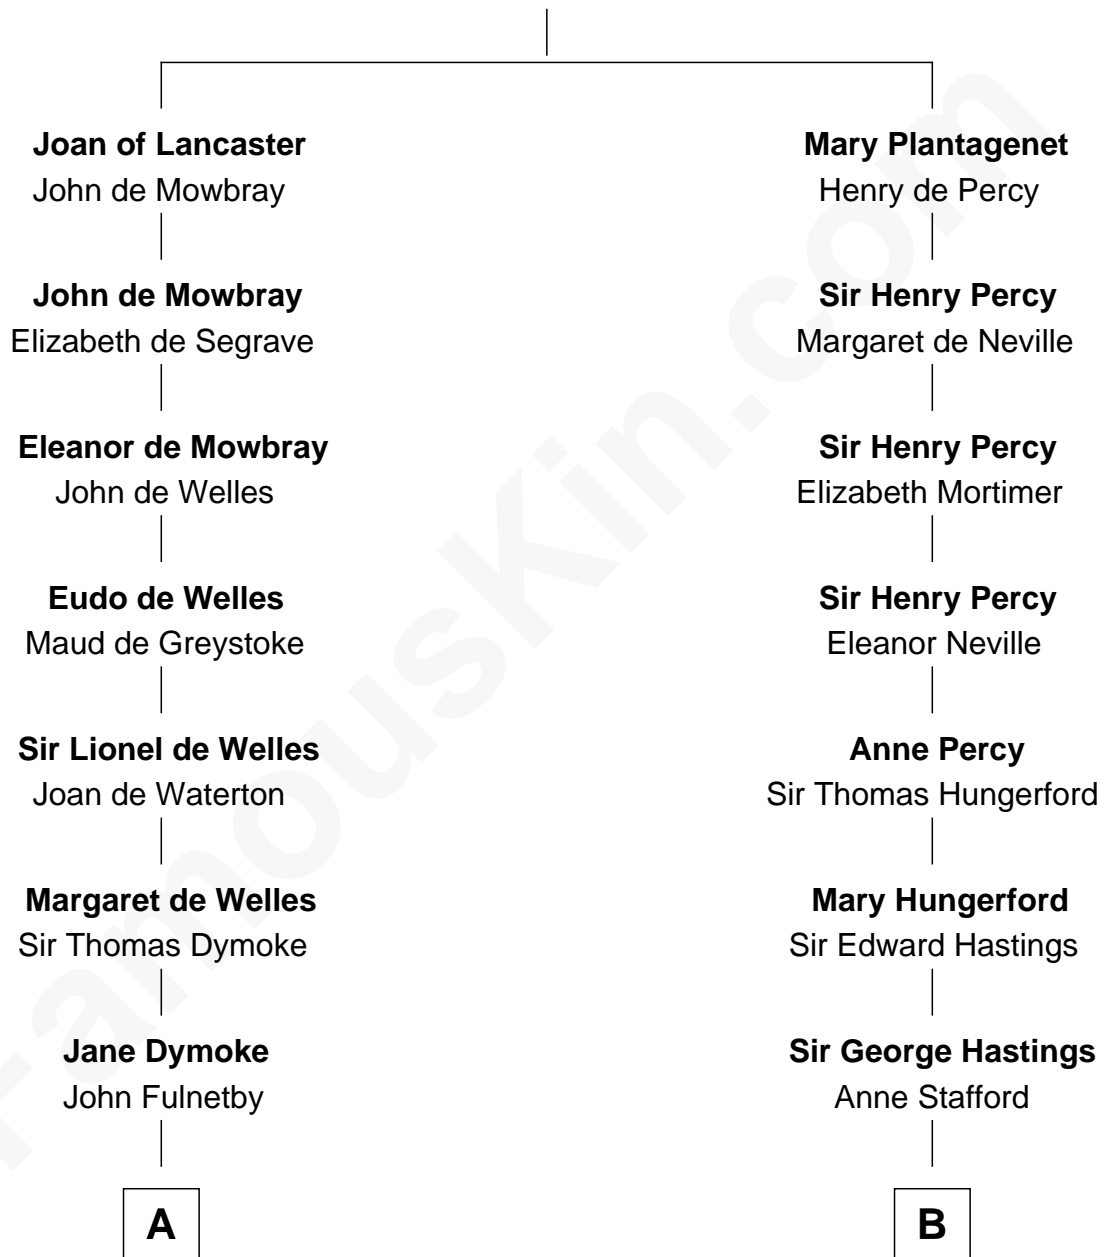 Joan of Lancaster
John de Mowbray
John de Mowbray
Elizabeth de Segrave
Eleanor de Mowbray
John de Welles
Eudo de Welles
Maud de Greystoke
Sir Lionel de Welles
Joan de Waterton
Margaret de Welles
Sir Thomas Dymoke
Jane Dymoke
John Fulnetby
A
Mary Plantagenet
Henry de Percy
Sir Henry Percy
Margaret de Neville
Sir Henry Percy
Elizabeth Mortimer
Sir Henry Percy
Eleanor Neville
Anne Percy
Sir Thomas Hungerford
Mary Hungerford
Sir Edward Hastings
Sir George Hastings
Anne Stafford
B
FamousKin.com